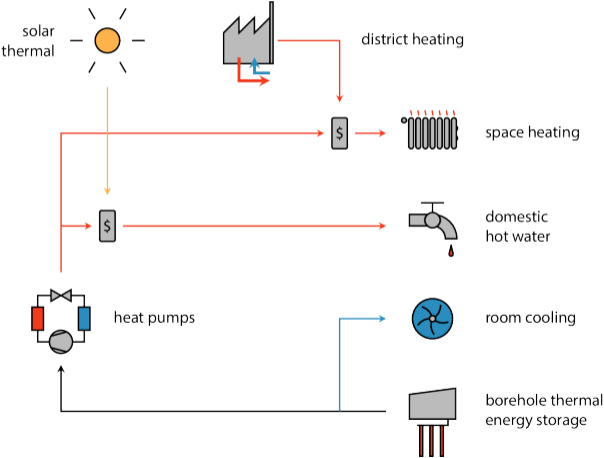 solar
thermal
district heating
$
space heating
$
domestic
hot water
heat pumps
room cooling
borehole thermal
energy storage